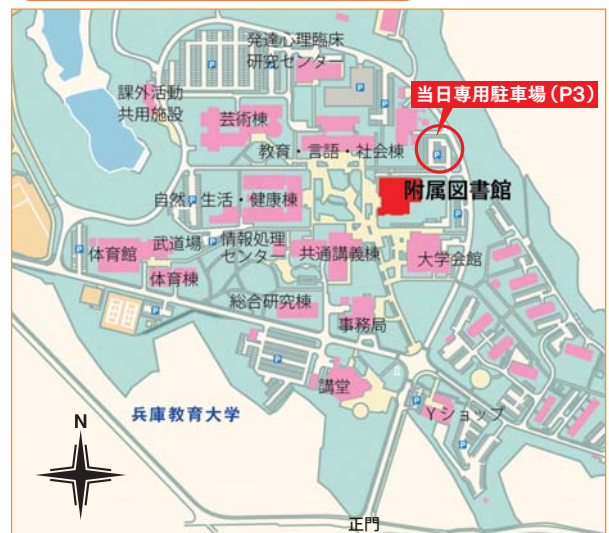 発達心理臨床
研究センター
当日専用駐車場(P3)
課外活動
共用施設
芸術棟
教育・言語・社会棟
P
附属図書館
自然・生活・健康棟
体育館
武道場
情報処理
センター
共通講義棟
大学会館
体育棟
総合研究棟
事務局
講堂
Yショップ
兵庫教育大学
N
正門